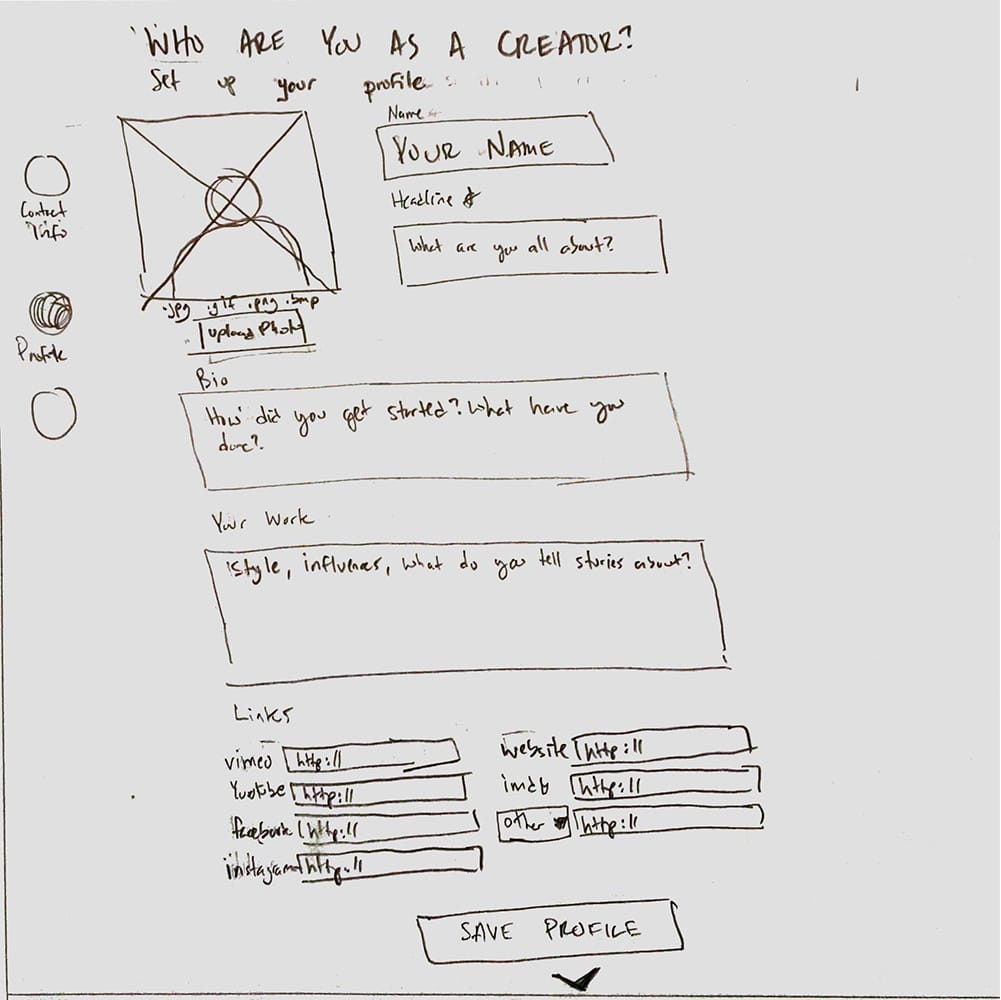 WHO ARE YOU AS A CREATOR?
Set up your profile
Name
YOUR NAME
Headline
What are you all about?
Contact
Info
.jpg .gif .png .bmp
Upload Photo
Profile
Bio
How did you get started? What have you
done?
Your Work
Style, influences, what do you tell stories about?
Links
vimeo http://
website http://
Youtube http://
imdb http://
facebook http://
other http://
instagram http://
SAVE PROFILE